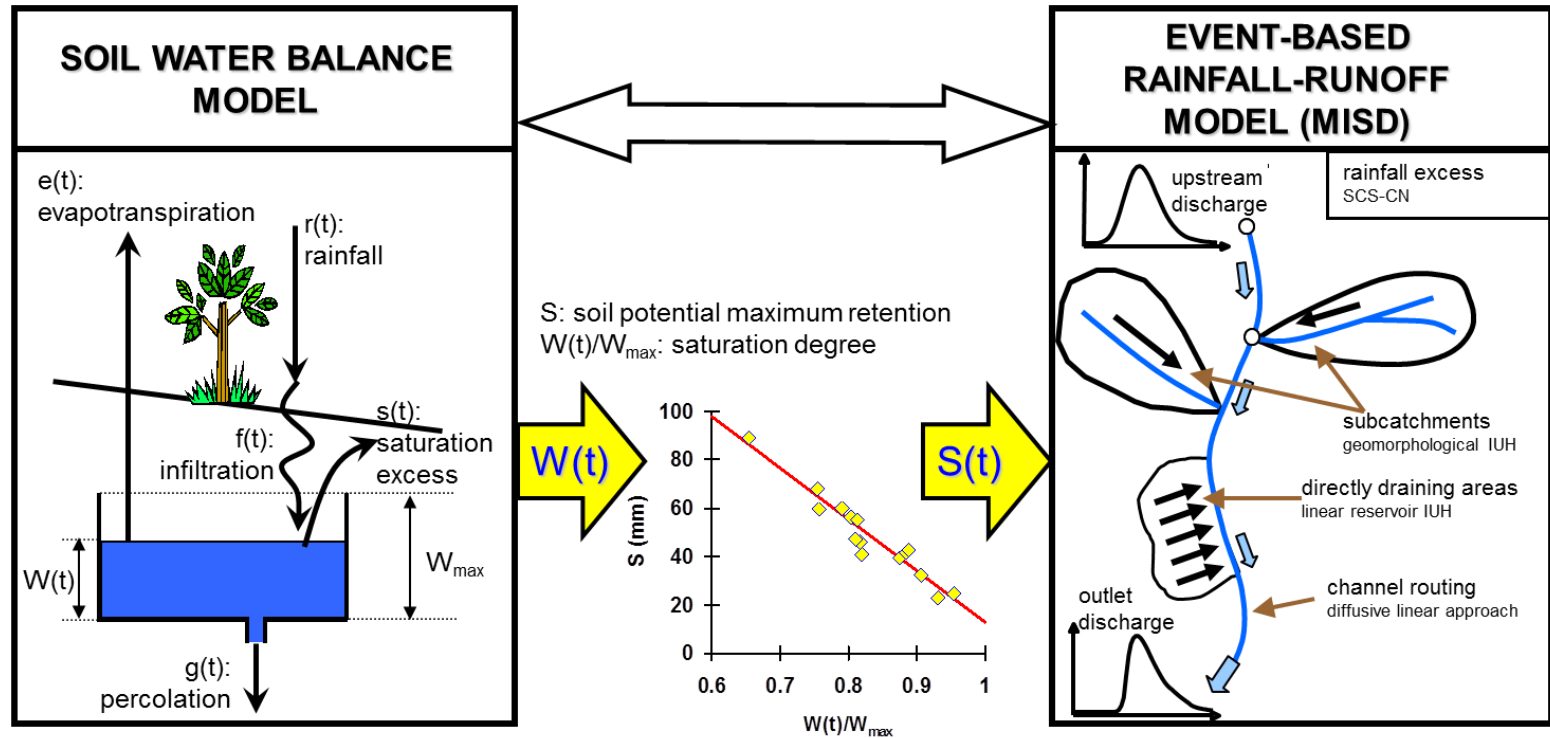 SOIL WATER BALANCE
MODEL
e(t):
evapotranspiration
r(t):
rainfall
f(t):
infiltration
s(t):
saturation
excess
W(t)
Wmax
g(t):
percolation
S: soil potential maximum retention
W(t)/Wmax: saturation degree
W(t)
S(t)
S (mm)
100
80
60
40
20
0
0.6 0.7 0.8 0.9 1
W(t)/Wmax
EVENT-BASED
RAINFALL-RUNOFF
MODEL (MISD)
upstream
discharge
rainfall excess
SCS-CN
subcatchments
geomorphological IUH
directly draining areas
linear reservoir IUH
channel routing
diffusive linear approach
outlet
discharge